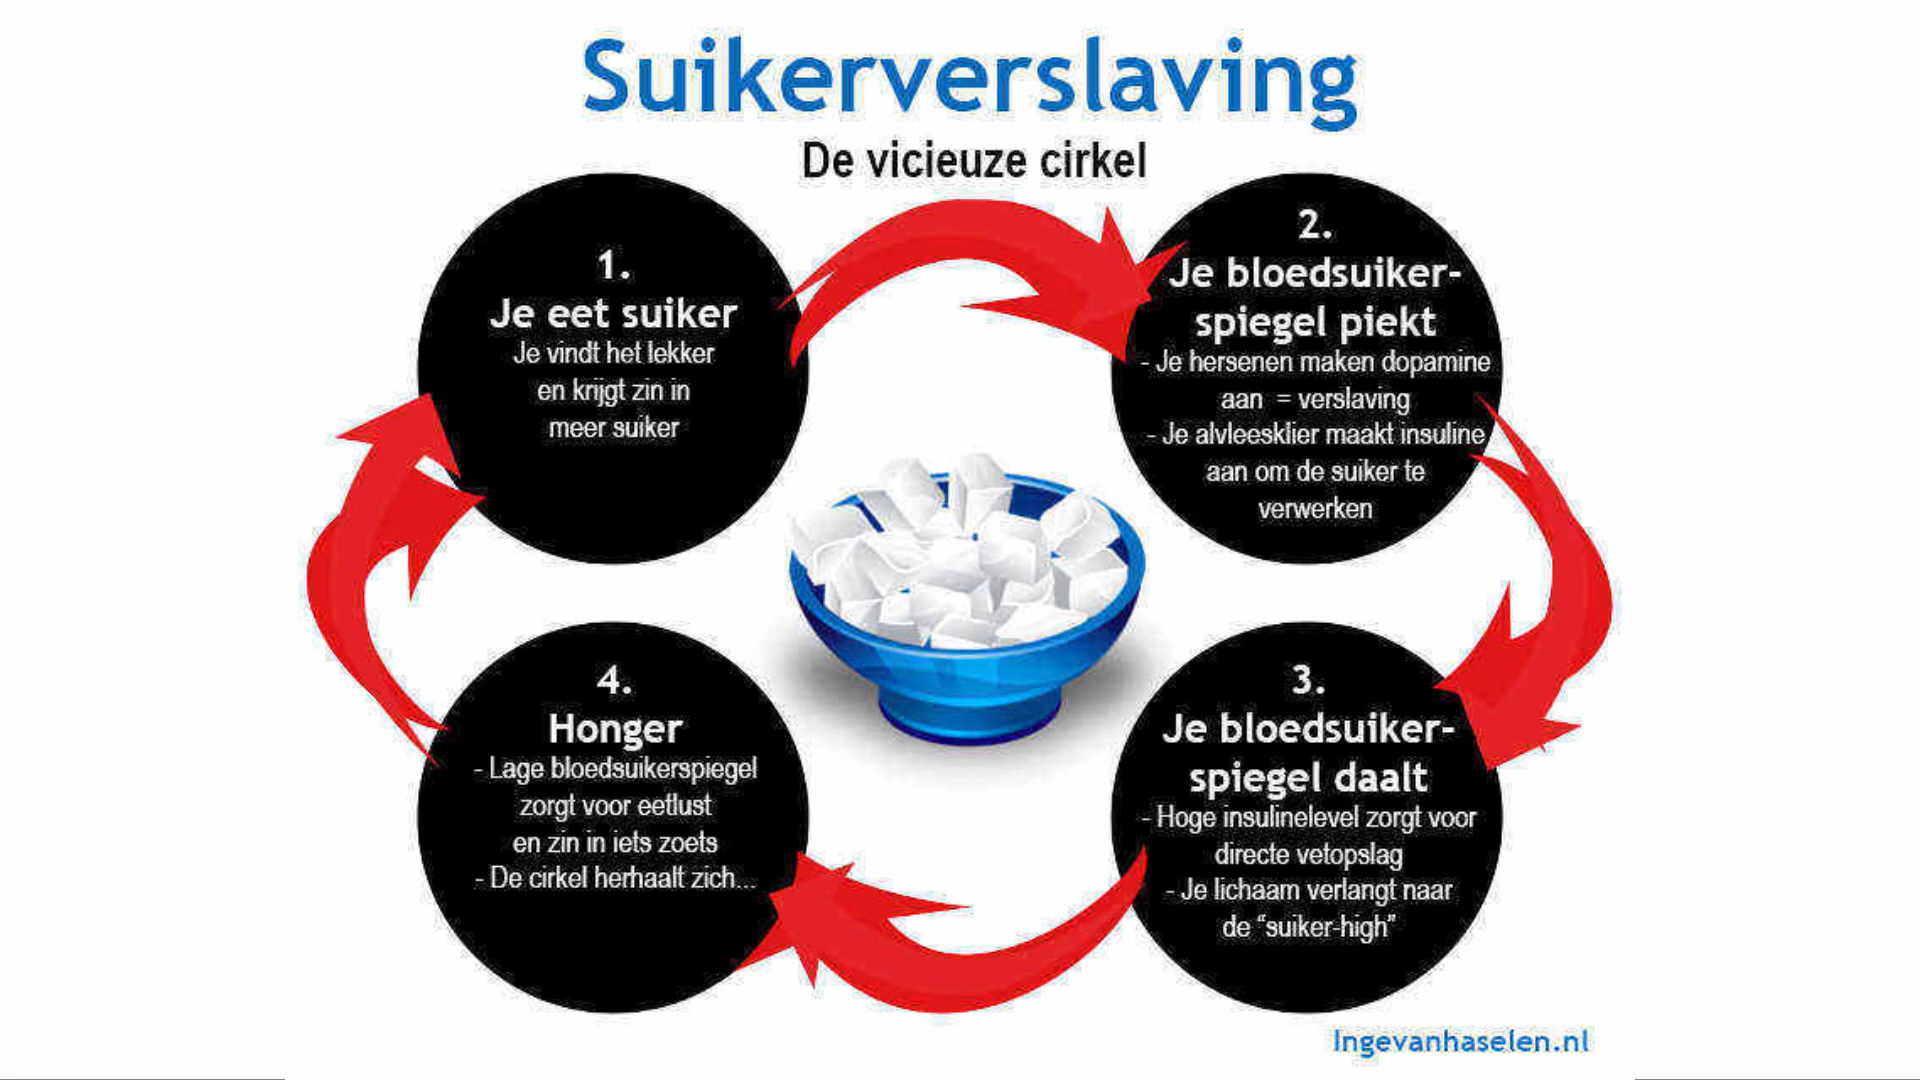 Suikerverslaving
De vicieuze cirkel
1.
Je eet suiker
Je vindt het lekker
en krijgt zin in
meer suiker
2.
Je bloedsuiker-
spiegel piekt
- Je hersenen maken dopamine
aan = verslaving
- Je alvleesklier maakt insuline
aan om de suiker te
verwerken
3.
Je bloedsuiker-
spiegel daalt
- Hoge insulinelevel zorgt voor
directe vetopslag
- Je lichaam verlangt naar
de “suiker-high”
4.
Honger
- Lage bloedsuikerspiegel
zorgt voor eetlust
en zin in iets zoets
- De cirkel herhaalt zich...
Ingevanhaselen.nl